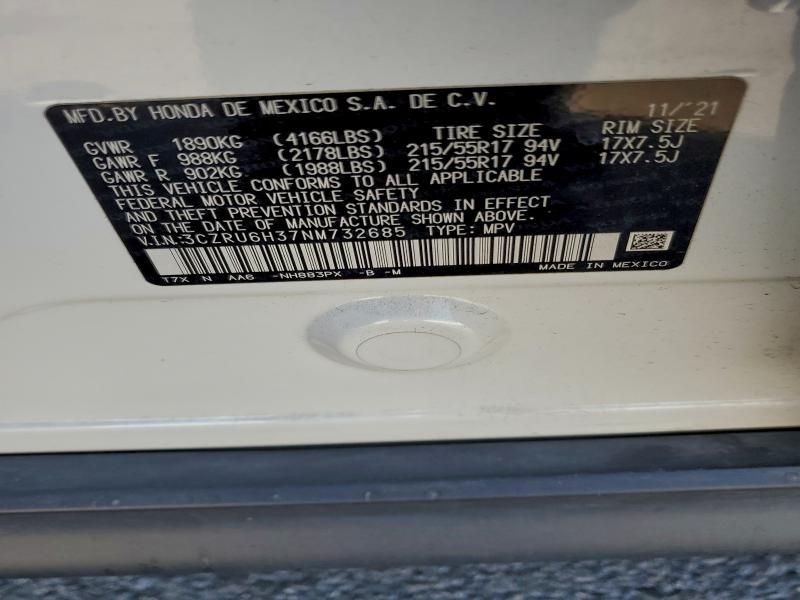 MFD.BY HONDA DE MEXICO S.A. DE C.V. 11/'21
GVWR 1890KG (4166LBS) TIRE SIZE RIM SIZE
GAWR F 988KG (2178LBS) 215/55R17 94V 17X7.5J
GAWR R 902KG (1988LBS) 215/55R17 94V 17X7.5J
THIS VEHICLE CONFORMS TO ALL APPLICABLE
FEDERAL MOTOR VEHICLE SAFETY
AND THEFT PREVENTION STANDARDS IN EFFECT
ON THE DATE OF MANUFACTURE SHOWN ABOVE.
V.I.N:3CZRU6H37NM732685 TYPE: MPV
T7X N AA6 -NH883PX -B -M MADE IN MEXICO